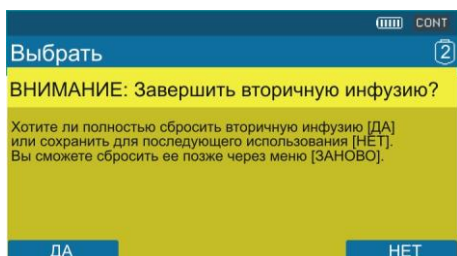 CONT
Выбрать 2
ВНИМАНИЕ: Завершить вторичную инфузию?
Хотите ли полностью сбросить вторичную инфузию [ДА]
или сохранить для последующего использования [НЕТ].
Вы сможете сбросить ее позже через меню [ЗАНОВО].
ДА НЕТ